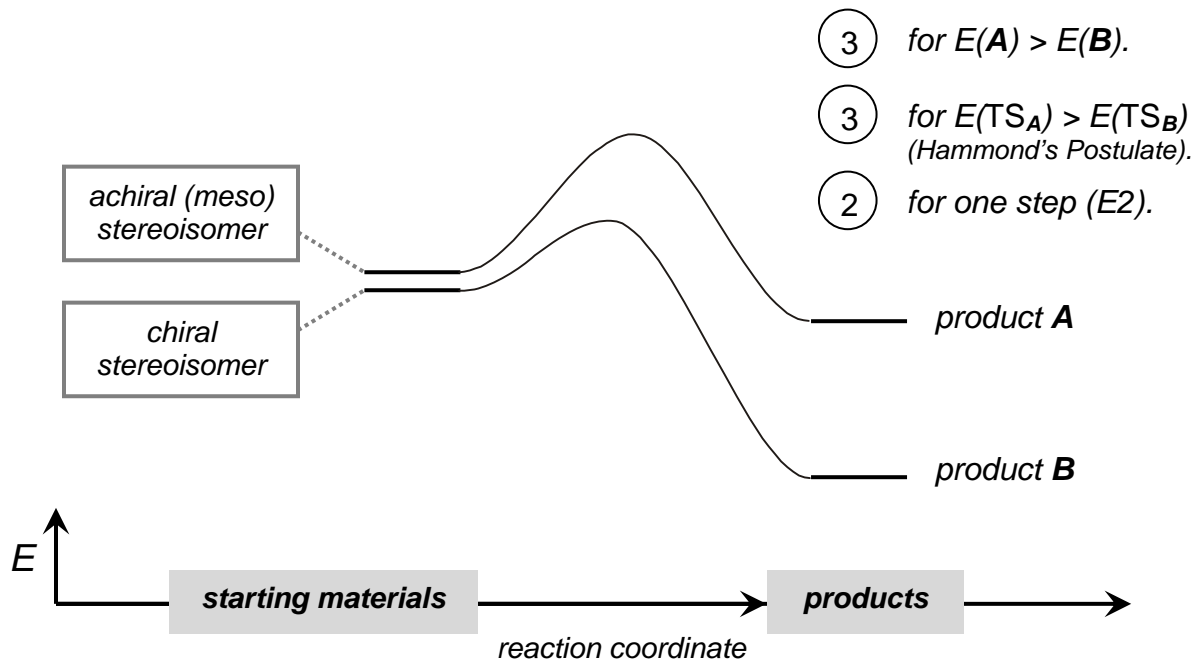 3 for E(A) > E(B).
3 for E(TSA) > E(TSB)
(Hammond's Postulate).
2 for one step (E2).
achiral (meso)
stereoisomer
chiral
stereoisomer
product A
product B
E
starting materials
products
reaction coordinate